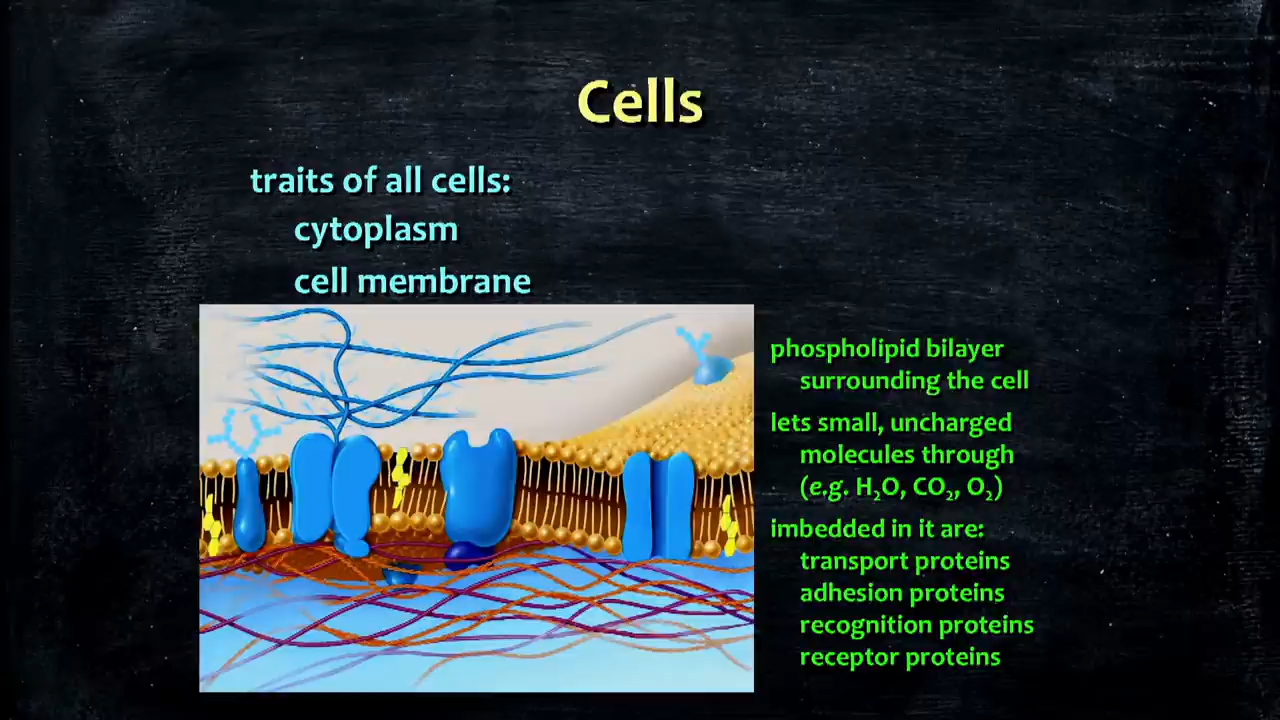 Cells
traits of all cells:
cytoplasm
cell membrane
phospholipid bilayer
surrounding the cell
lets small, uncharged
molecules through
(e.g. H₂O, CO₂, O₂)
imbedded in it are:
transport proteins
adhesion proteins
recognition proteins
receptor proteins